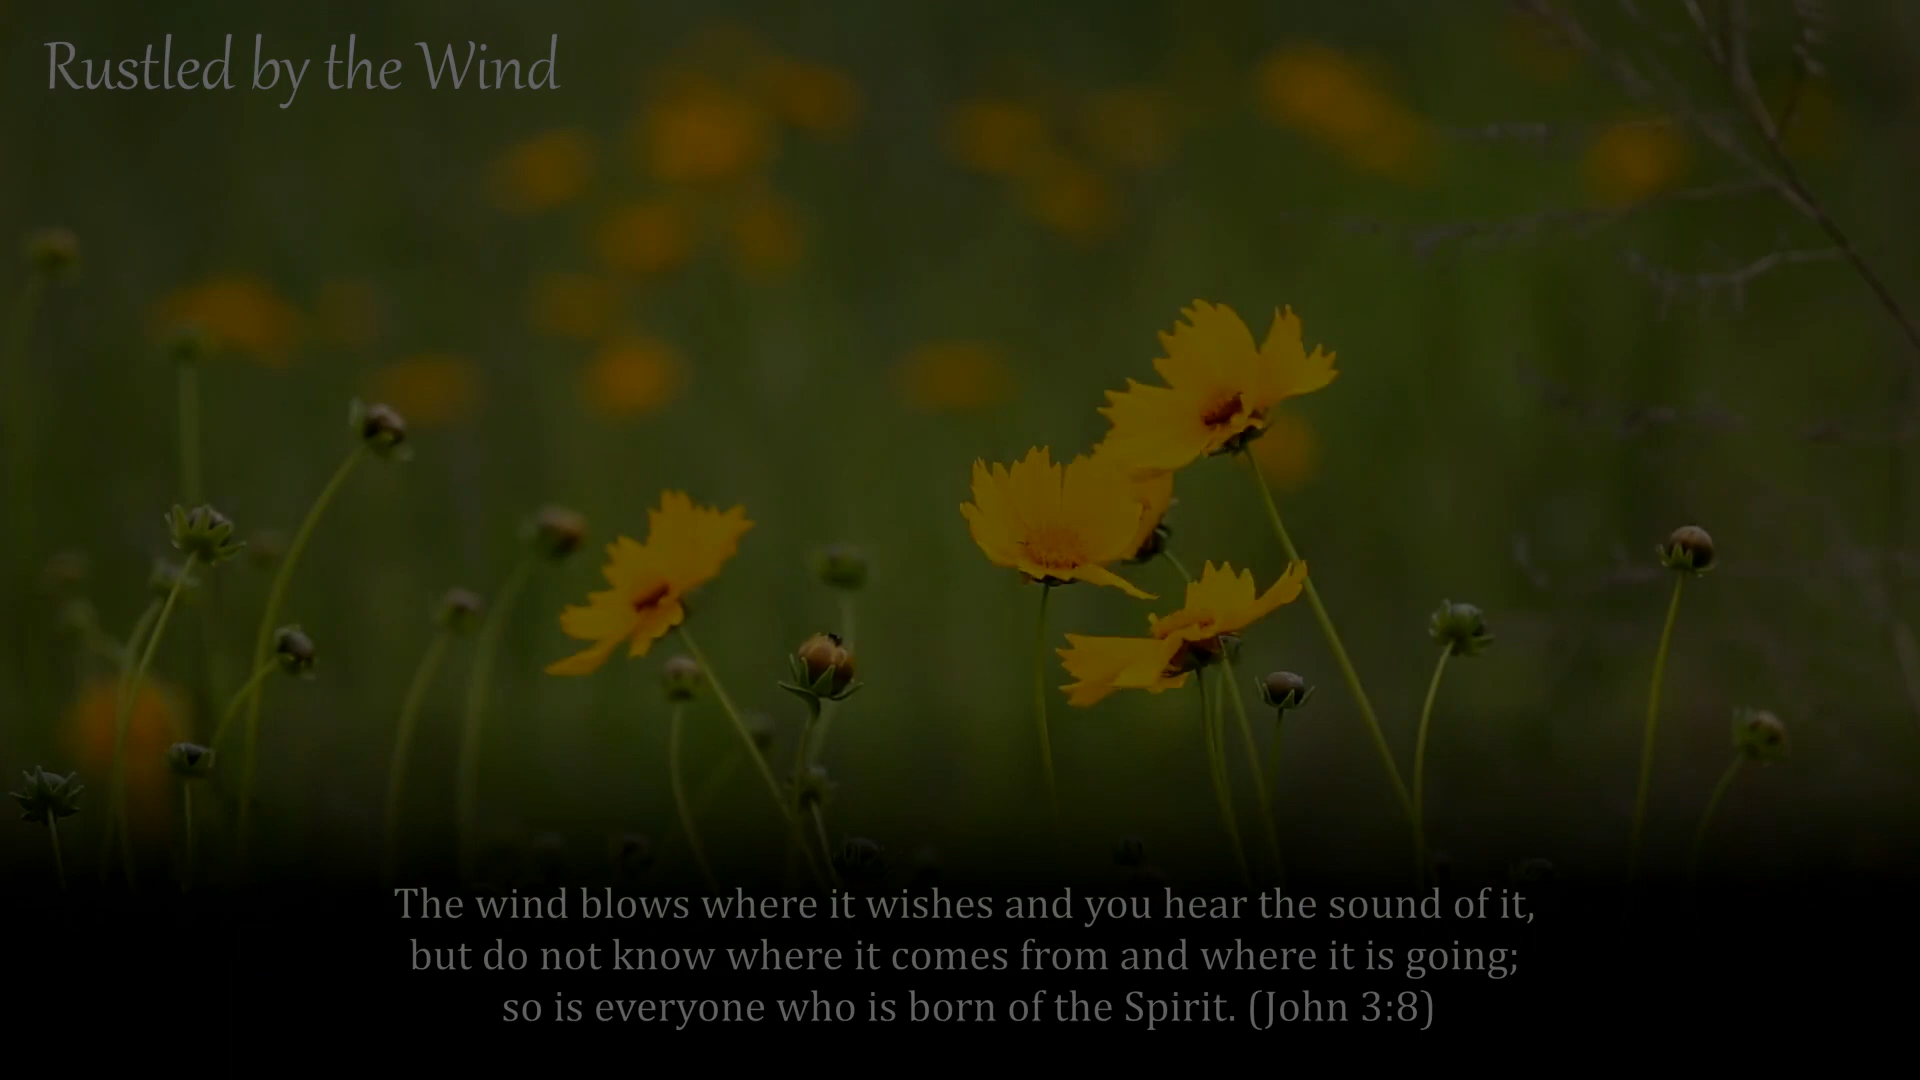 Rustled by the Wind
The wind blows where it wishes and you hear the sound of it,
but do not know where it comes from and where it is going;
so is everyone who is born of the Spirit. (John 3:8)